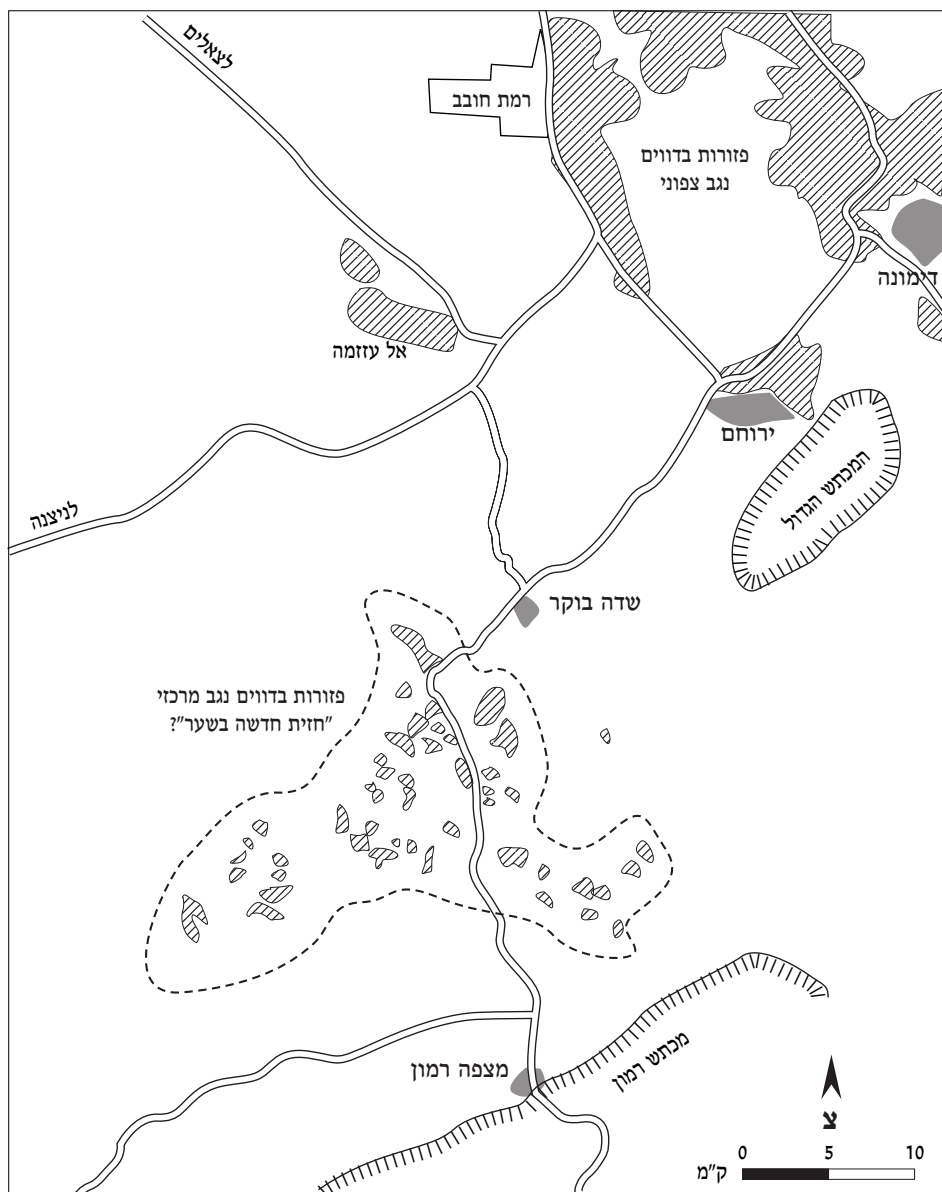 לצאלים
רמת חובב
פזורות בדווים
נגב צפוני
דימונה
אל עזזמה
ירוחם
המכתש הגדול
לניצנה
שדה בוקר
פזורות בדווים נגב מרכזי
"חזית חדשה בשער"?
מכתש רמון
מצפה רמון
צ
0 5 10
ק"מ